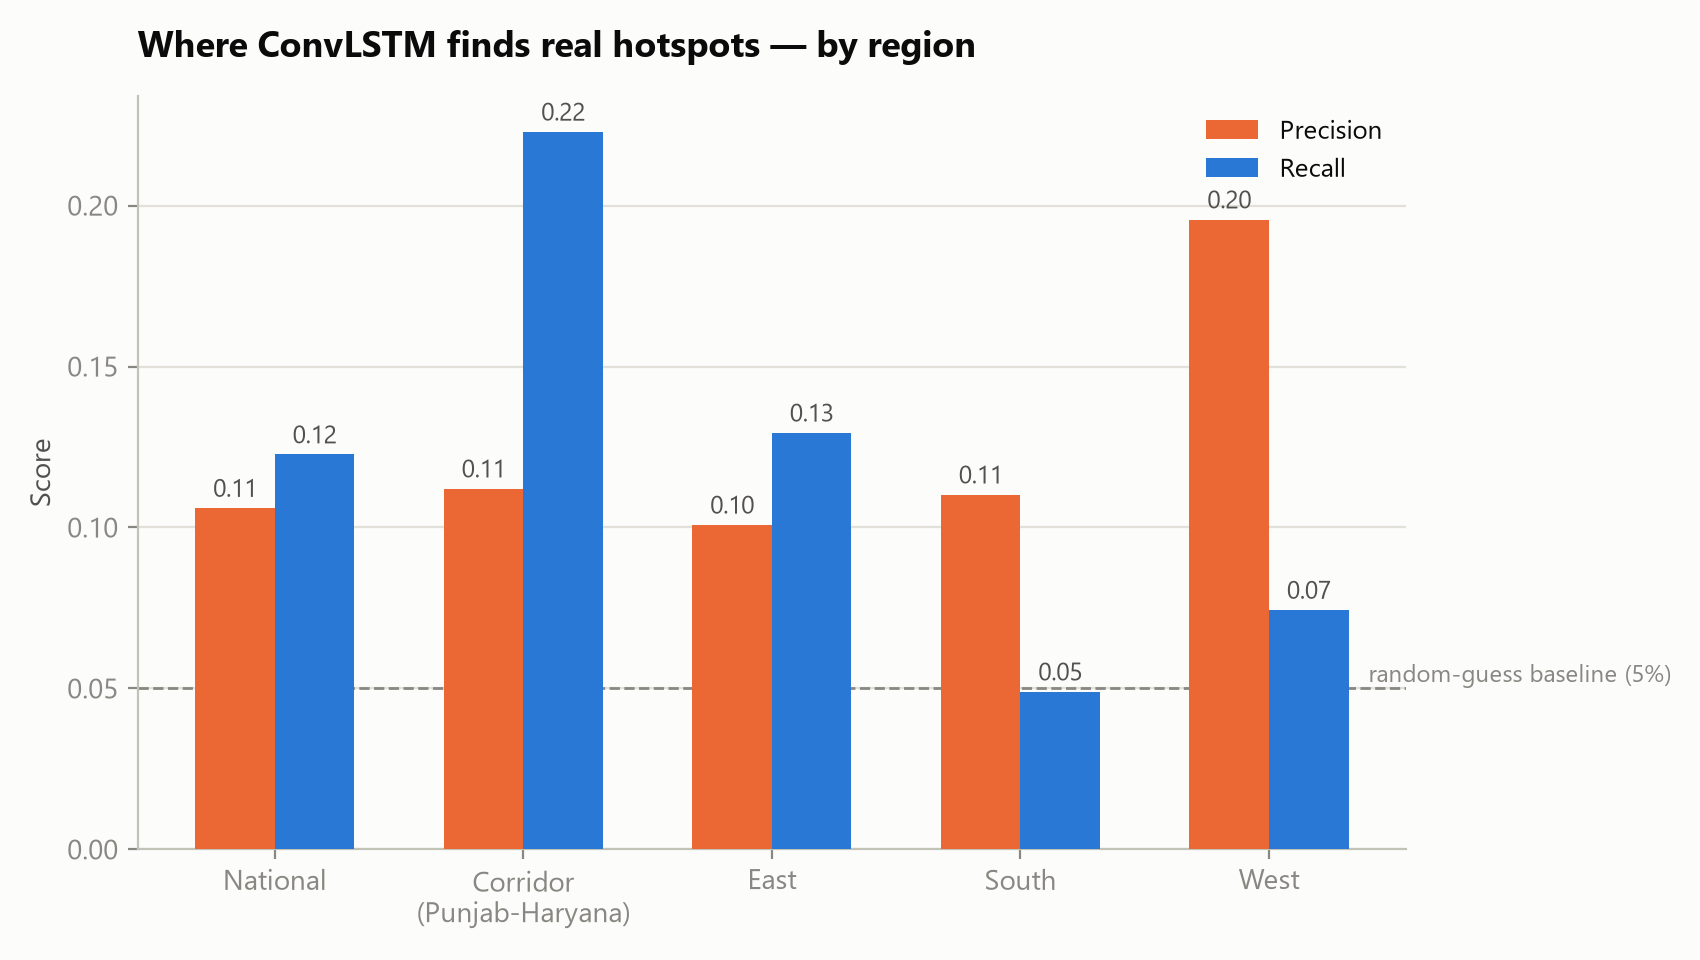 Where ConvLSTM finds real hotspots — by region
Precision
Recall
Score
0.20
0.15
0.10
0.05
0.00
0.11
0.12
0.11
0.22
0.10
0.13
0.11
0.05
0.20
0.07
random-guess baseline (5%)
National
Corridor
(Punjab-Haryana)
East
South
West